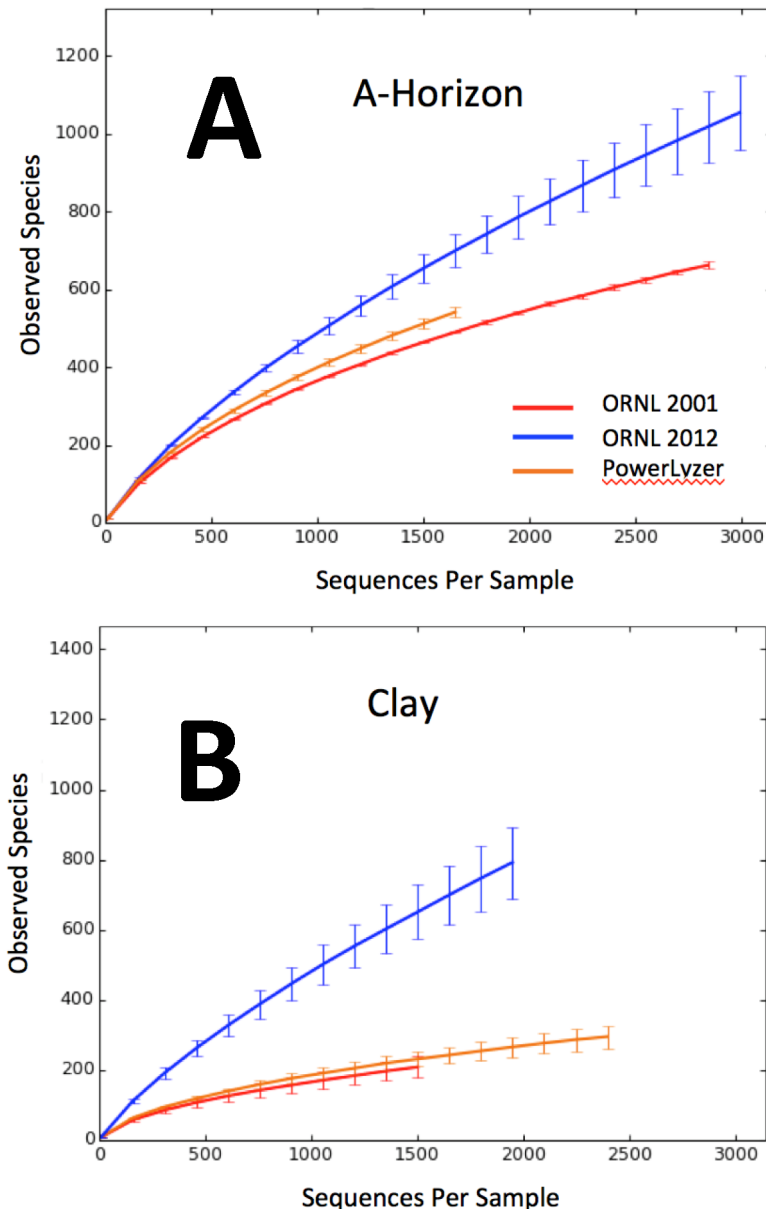 A
A-Horizon
1200
1000
800
600
400
200
0
Observed Species
ORNL 2001
ORNL 2012
PowerLyzer
0 500 1000 1500 2000 2500 3000
Sequences Per Sample
B
Clay
1400
1200
1000
800
600
400
200
0
Observed Species
0 500 1000 1500 2000 2500 3000
Sequences Per Sample